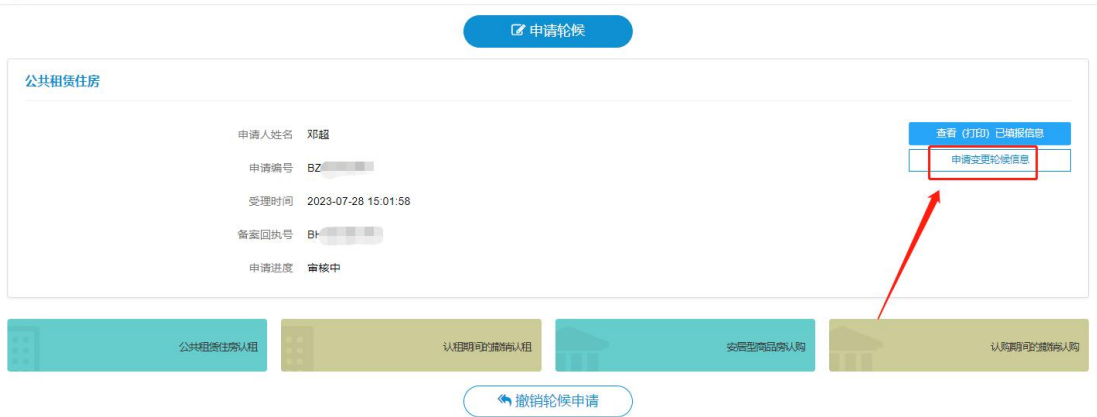 申请轮候
公共租赁住房
申请人姓名 邓超
查看（打印）已填报信息
申请变更轮候信息
申请编号 BZ
受理时间 2023-07-28 15:01:58
备案回执号 BH
申请进度 审核中
公共租赁住房认租
认租期间的撤销认租
安居型商品房认购
认购期间的撤销认购
撤销轮候申请